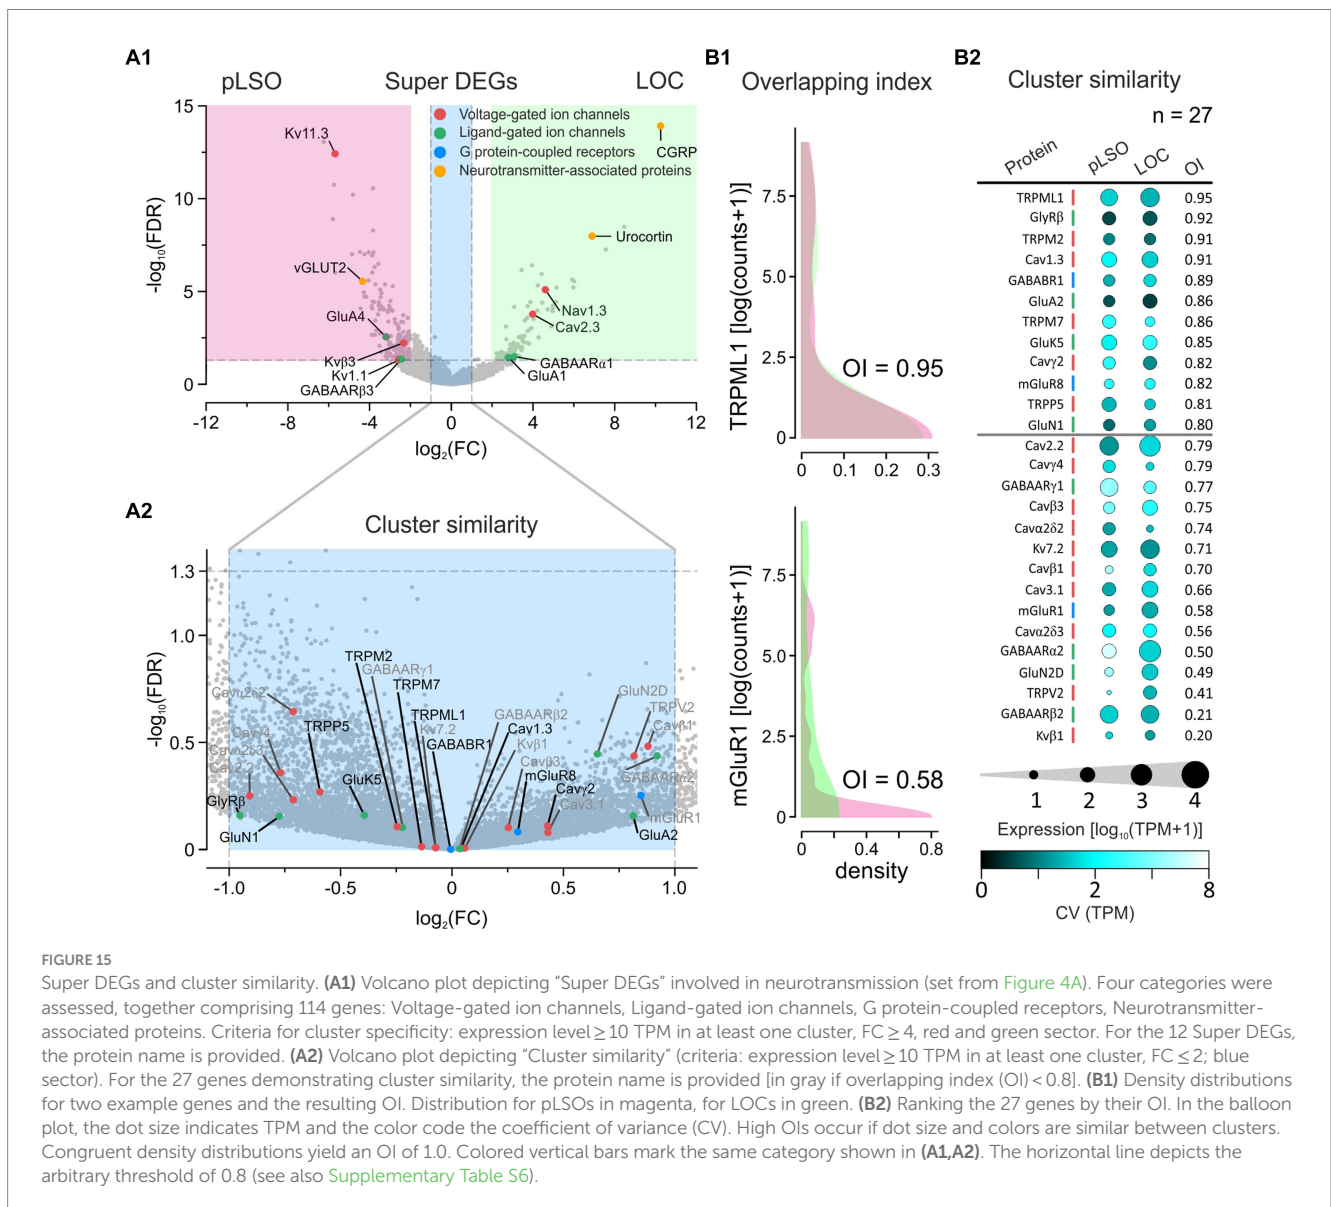 A1
pLSO
Super DEGs
LOC
Voltage-gated ion channels
Ligand-gated ion channels
G protein-coupled receptors
Neurotransmitter-associated proteins
15
10
5
0
-log10(FDR)
Kv11.3
vGLUT2
GluA4
Kvβ3
Kv1.1
GABAARβ3
CGRP
Urocortin
Nav1.3
Cav2.3
GABAARα1
GluA1
-12
-8
-4
0
4
8
12
log2(FC)
A2
Cluster similarity
1.3
1.0
0.5
0
-log10(FDR)
TRPM2
GABAARγ1
TRPM7
Cavα2δ2
TRPP5
TRPML1
Kv7.2
GABABR1
GABAARβ2
Cav1.3
Kvβ1
Cavβ3
mGluR8
Cavγ2
Cav3.1
GluN2D
TRPV2
Cavβ1
GABAARα2
mGluR1
GluA2
Cavγ4
Cavα2δ3
Cav2.2
GluK5
GlyRβ
GluN1
-1.0
-0.5
0
0.5
1.0
log2(FC)
B1
Overlapping index
TRPML1 [log(counts+1)]
7.5
5.0
2.5
0
OI = 0.95
0 0.1 0.2 0.3
mGluR1 [log(counts+1)]
7.5
5.0
2.5
0
OI = 0.58
0 0.4 0.8
density
B2
Cluster similarity
n = 27
Protein pLSO LOC OI
TRPML1 0.95
GlyRβ 0.92
TRPM2 0.91
Cav1.3 0.91
GABABR1 0.89
GluA2 0.86
TRPM7 0.86
GluK5 0.85
Cavγ2 0.82
mGluR8 0.82
TRPP5 0.81
GluN1 0.80
Cav2.2 0.79
Cavγ4 0.79
GABAARγ1 0.77
Cavβ3 0.75
Cavα2δ2 0.74
Kv7.2 0.71
Cavβ1 0.70
Cav3.1 0.66
mGluR1 0.58
Cavα2δ3 0.56
GABAARα2 0.50
GluN2D 0.49
TRPV2 0.41
GABAARβ2 0.21
Kvβ1 0.20
1 2 3 4
Expression [log10(TPM+1)]
0 2 8
CV (TPM)
FIGURE 15
Super DEGs and cluster similarity. (A1) Volcano plot depicting “Super DEGs” involved in neurotransmission (set from Figure 4A). Four categories were
assessed, together comprising 114 genes: Voltage-gated ion channels, Ligand-gated ion channels, G protein-coupled receptors, Neurotransmitter-
associated proteins. Criteria for cluster specificity: expression level ≥ 10 TPM in at least one cluster, FC ≥ 4, red and green sector. For the 12 Super DEGs,
the protein name is provided. (A2) Volcano plot depicting “Cluster similarity” (criteria: expression level ≥ 10 TPM in at least one cluster, FC ≤ 2; blue
sector). For the 27 genes demonstrating cluster similarity, the protein name is provided [in gray if overlapping index (OI) < 0.8]. (B1) Density distributions
for two example genes and the resulting OI. Distribution for pLSOs in magenta, for LOCs in green. (B2) Ranking the 27 genes by their OI. In the balloon
plot, the dot size indicates TPM and the color code the coefficient of variance (CV). High OIs occur if dot size and colors are similar between clusters.
Congruent density distributions yield an OI of 1.0. Colored vertical bars mark the same category shown in (A1,A2). The horizontal line depicts the
arbitrary threshold of 0.8 (see also Supplementary Table S6).